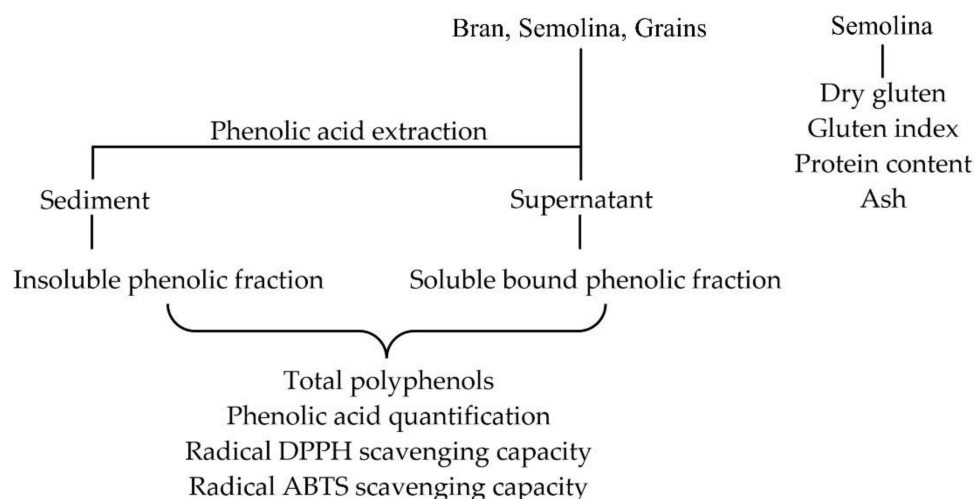 Bran, Semolina, Grains
Semolina
Dry gluten
Gluten index
Protein content
Ash
Phenolic acid extraction
Sediment
Supernatant
Insoluble phenolic fraction
Soluble bound phenolic fraction
Total polyphenols
Phenolic acid quantification
Radical DPPH scavenging capacity
Radical ABTS scavenging capacity